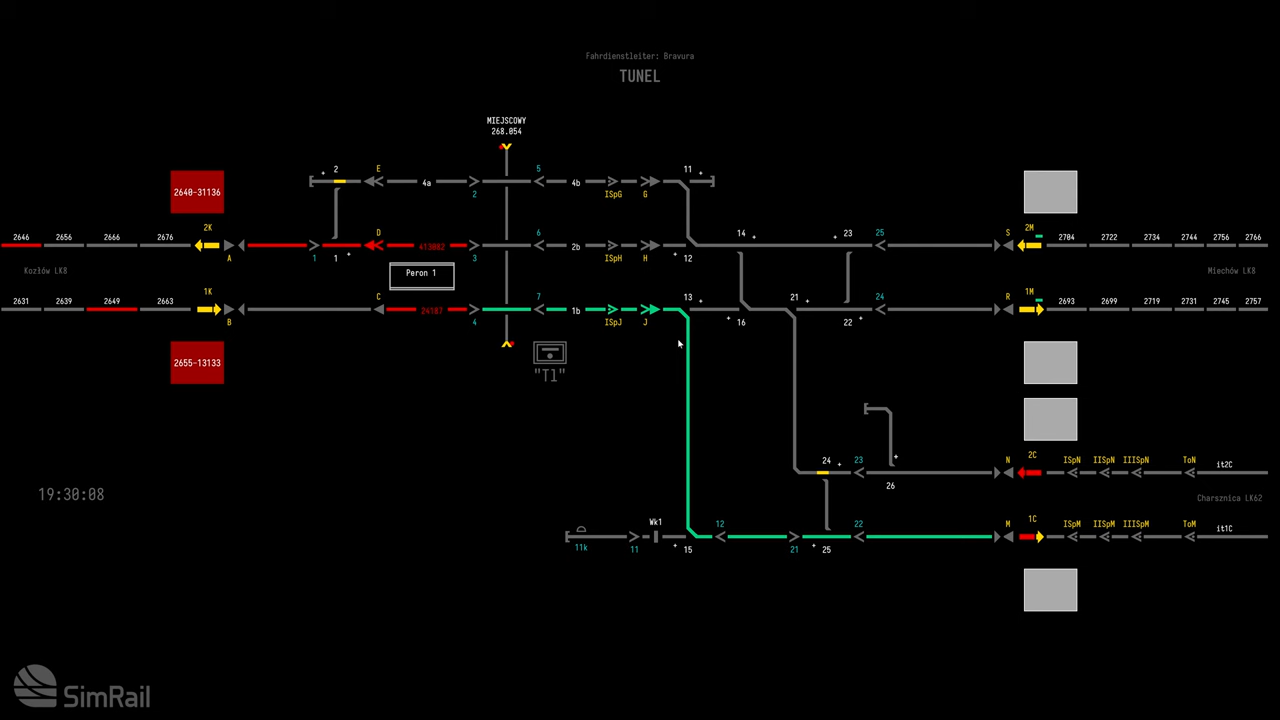 Fahrdienstleiter: Bravura
TUNEL
MIEJSCOWY
268.054
2640-31136
2 E 5 11
4a 4b
2 ISpG G
2K D 6 14 23 25 S 2M
2646 2656 2666 2676 413082 2b 2704 2722 2734 2744 2756 2766
A 1 1 3 ISpH H 12
Kozłów LK8 Peron 1 Miechów LK8
1K C 7 13 21 24 R 1M
2631 2639 2649 2663 24187 1b 2693 2699 2719 2731 2745 2757
B 4 ISpJ J 16 22
2655-13133
"T1"
24 23 N 2C ISpN IISpN IIISpN ToN it2C
26
19:30:08
Charsznica LK62
Wk1 12 22 M 1C ISpM IISpM IIISpM ToM it1C
11k 11 15 21 25
SimRail